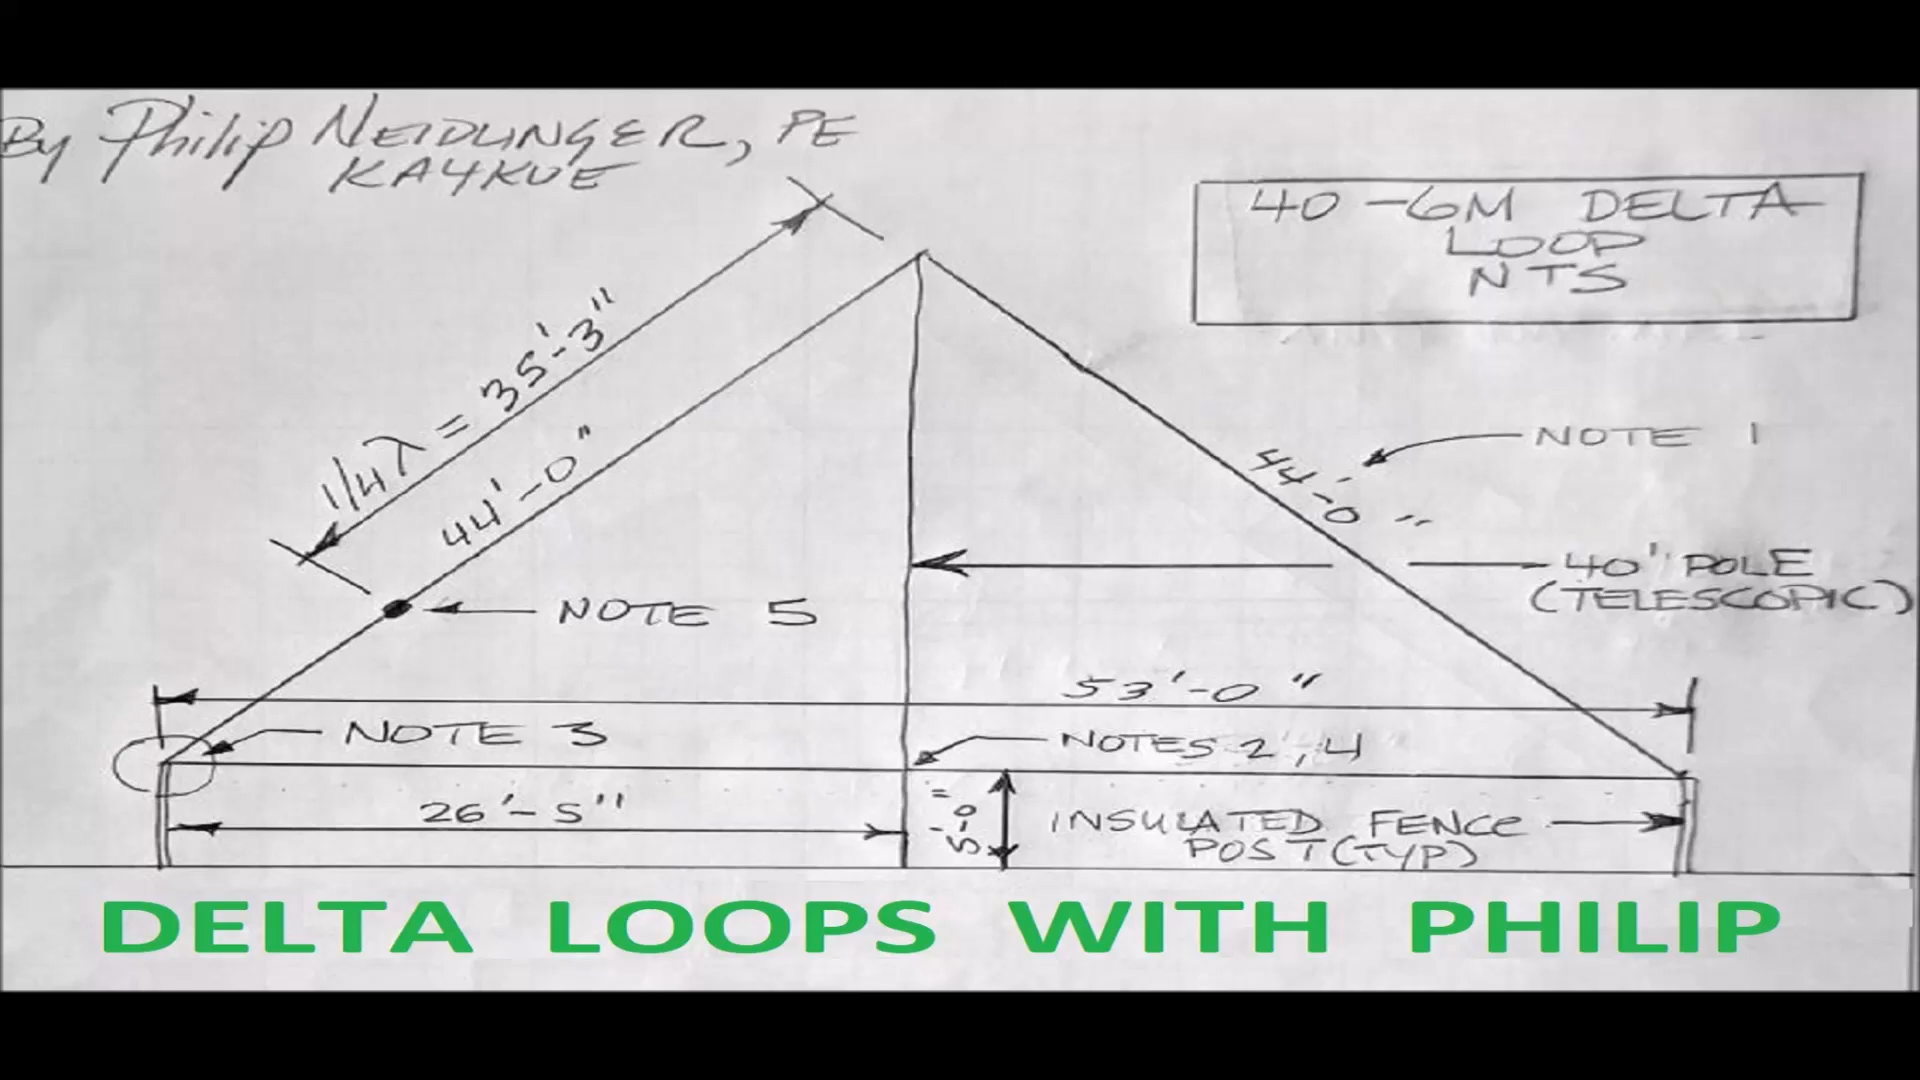 By Philip NEIDLINGER, PE
KA4KOE
40-6M DELTA
LOOP
NTS
1/4λ = 35'-3"
44'-0"
NOTE 1
44'-0"
40' POLE
(TELESCOPIC)
NOTE 5
53'-0"
NOTE 3
NOTES 2, 4
26'-5"
5'-0"
INSULATED FENCE
POST (TYP)
DELTA LOOPS WITH PHILIP